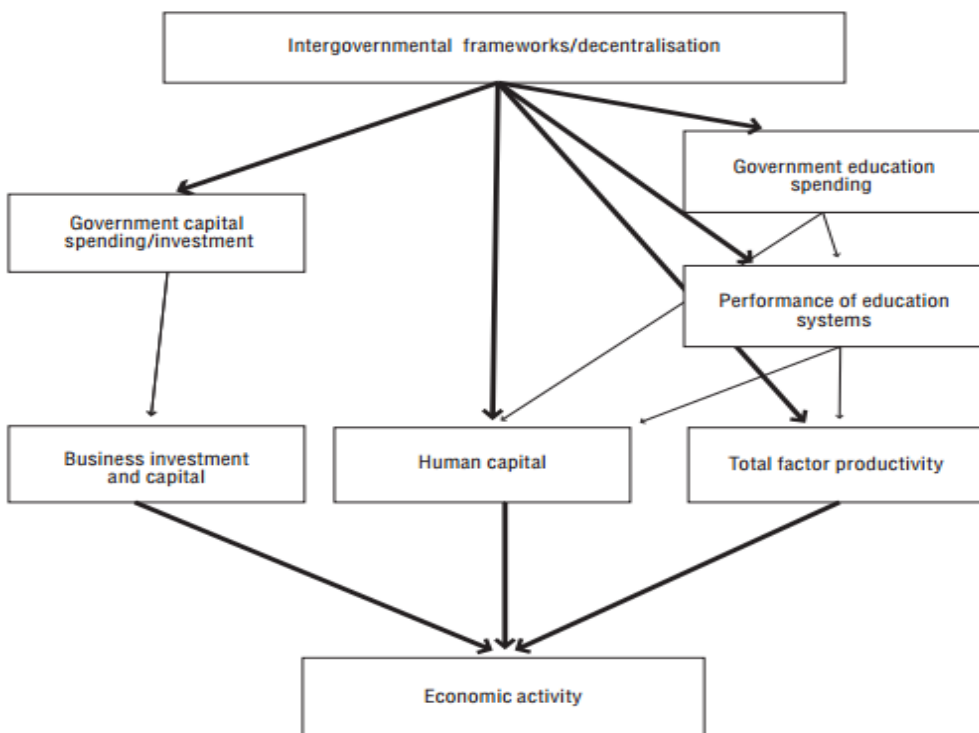 Intergovernmental frameworks/decentralisation
Government education
spending
Government capital
spending/investment
Performance of education
systems
Business investment
and capital
Human capital
Total factor productivity
Economic activity